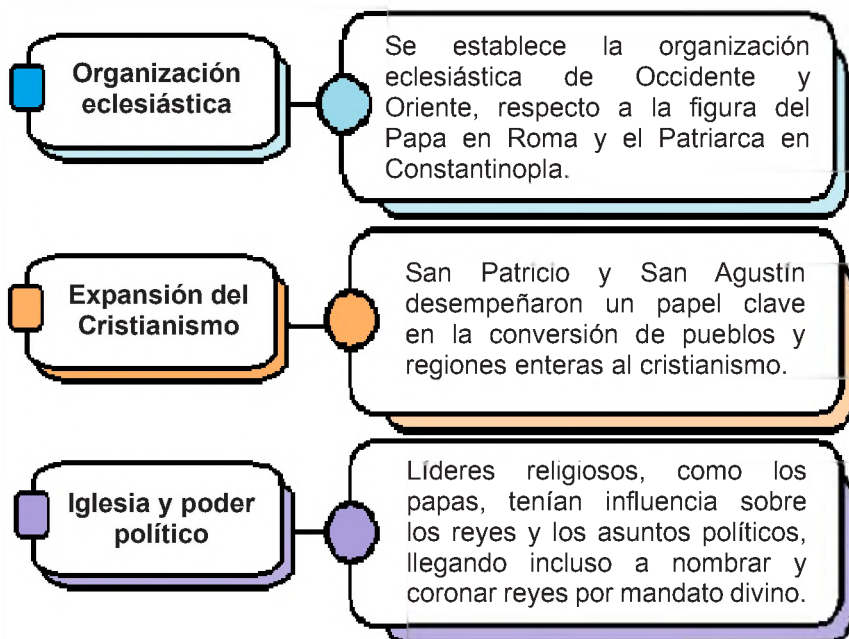 Organización
eclesiástica
Se establece la organización
eclesiástica de Occidente y
Oriente, respecto a la figura del
Papa en Roma y el Patriarca en
Constantinopla.
Expansión del
Cristianismo
San Patricio y San Agustín
desempeñaron un papel clave
en la conversión de pueblos y
regiones enteras al cristianismo.
Iglesia y poder
político
Líderes religiosos, como los
papas, tenían influencia sobre
los reyes y los asuntos políticos,
llegando incluso a nombrar y
coronar reyes por mandato divino.